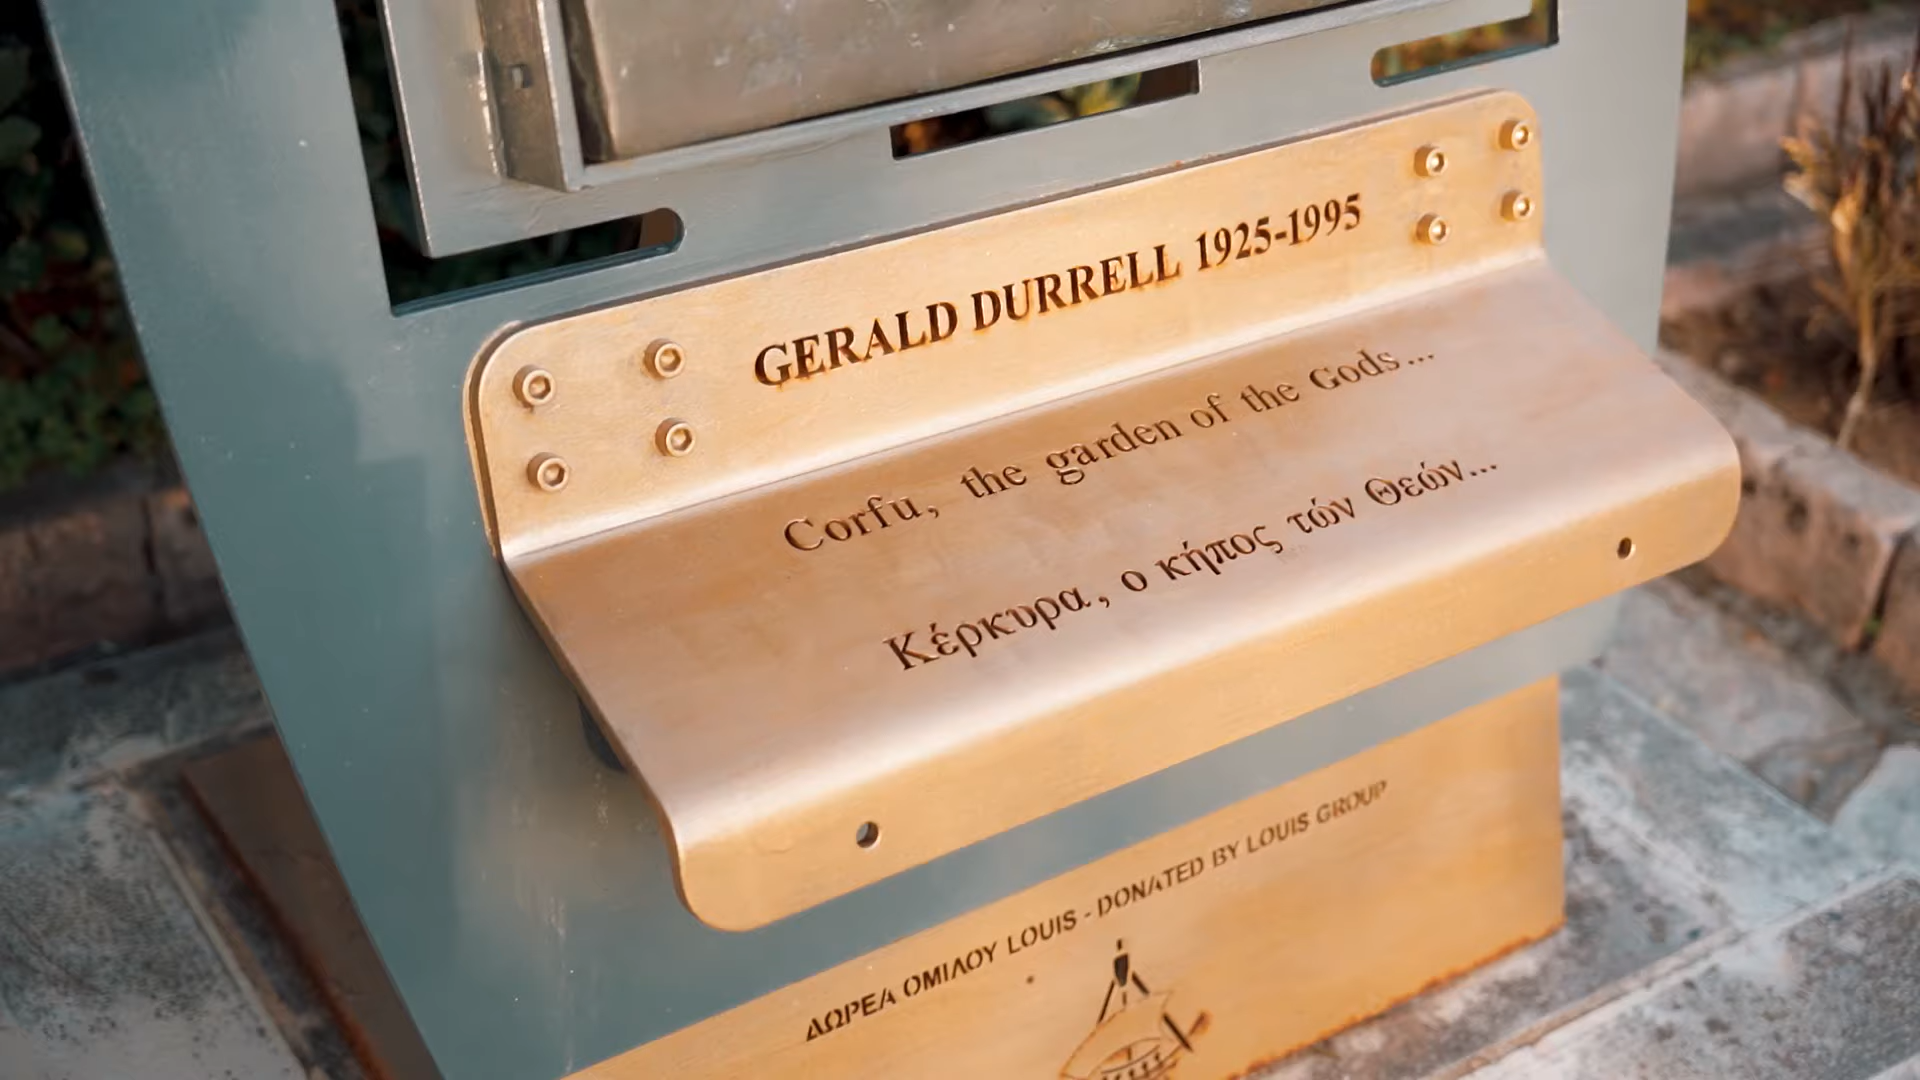 GERALD DURRELL 1925-1995
Corfu, the garden of the Gods...
Κέρκυρα, ο κήπος τών Θεών...
ΔΩΡΕΑ ΟΜΙΛΟΥ LOUIS - DONATED BY LOUIS GROUP